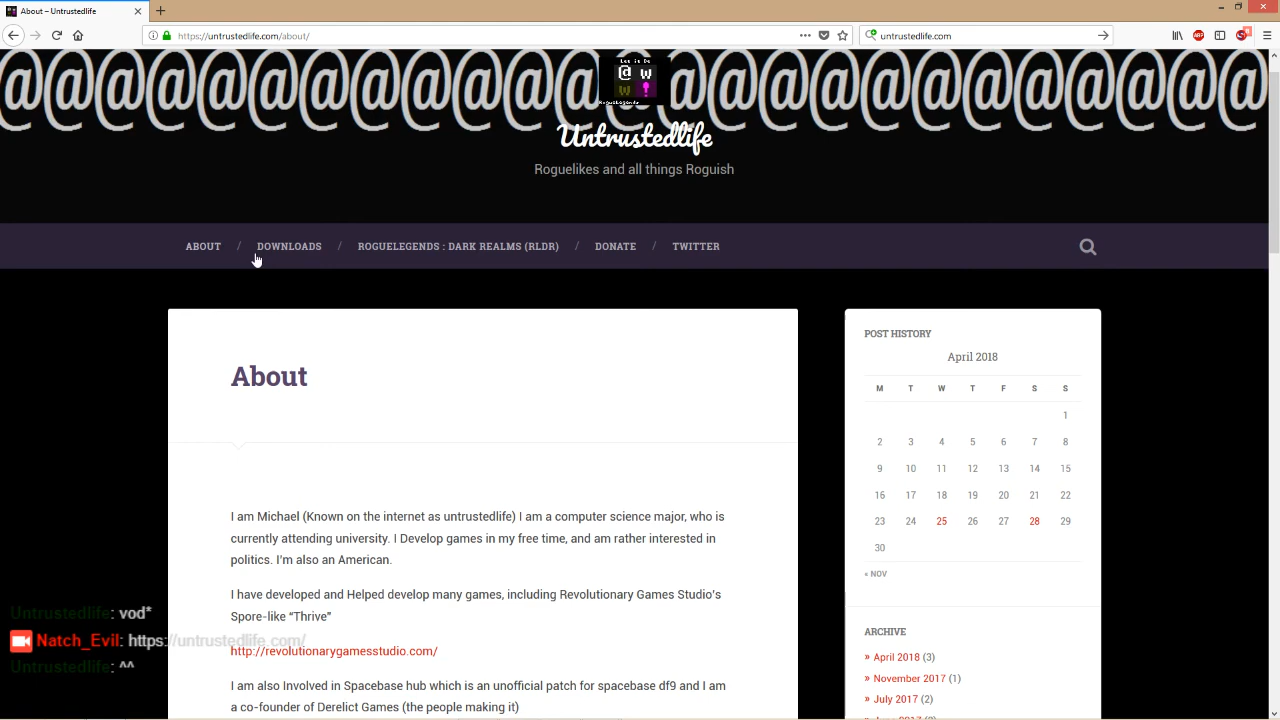 About – Untrustedlife
https://untrustedlife.com/about/
untrustedlife.com
ABP
@@@@@@@@@@@@@@@@@@@@@@
Let it Be
@ w
w !
RogueLegends
Untrustedlife
Roguelikes and all things Roguish
ABOUT / DOWNLOADS / ROGUELEGENDS : DARK REALMS (RLDR) / DONATE / TWITTER
About
I am Michael (Known on the internet as untrustedlife) I am a computer science major, who is
currently attending university. I Develop games in my free time, and am rather interested in
politics. I'm also an American.
I have developed and Helped develop many games, including Revolutionary Games Studio's
Spore-like “Thrive”
http://revolutionarygamesstudio.com/
I am also Involved in Spacebase hub which is an unofficial patch for spacebase df9 and I am
a co-founder of Derelict Games (the people making it)
POST HISTORY
April 2018
M T W T F S S
1
2 3 4 5 6 7 8
9 10 11 12 13 14 15
16 17 18 19 20 21 22
23 24 25 26 27 28 29
30
« NOV
ARCHIVE
» April 2018 (3)
» November 2017 (1)
» July 2017 (2)
Untrustedlife: vod*
Natch_Evil: https://untrustedlife.com/
Untrustedlife: ^^